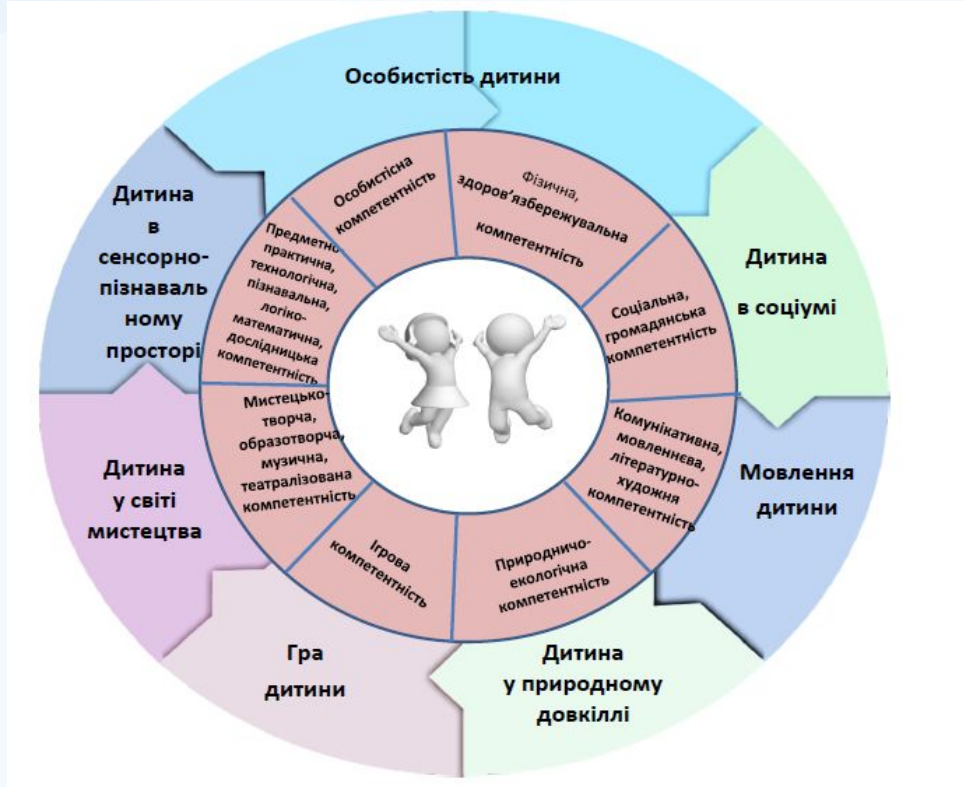 Особистість дитини
Дитина
в соціумі
Мовлення
дитини
Дитина
у природному
довкіллі
Гра
дитини
Дитина
у світі
мистецтва
Дитина
в
сенсорно-
пізнаваль
ному
просторі
Особистісна
компетентність
Фізична,
здоров’язбережувальна
компетентність
Соціальна,
громадянська
компетентність
Комунікативна,
мовленнєва,
літературно-
художня
компетентність
Природничо-
екологічна
компетентність
Ігрова
компетентність
Мистецько-
творча,
образотворча,
музична,
театралізована
компетентність
Предметно
практична,
технологічна,
пізнавальна,
логіко-
математична,
дослідницька
компетентність